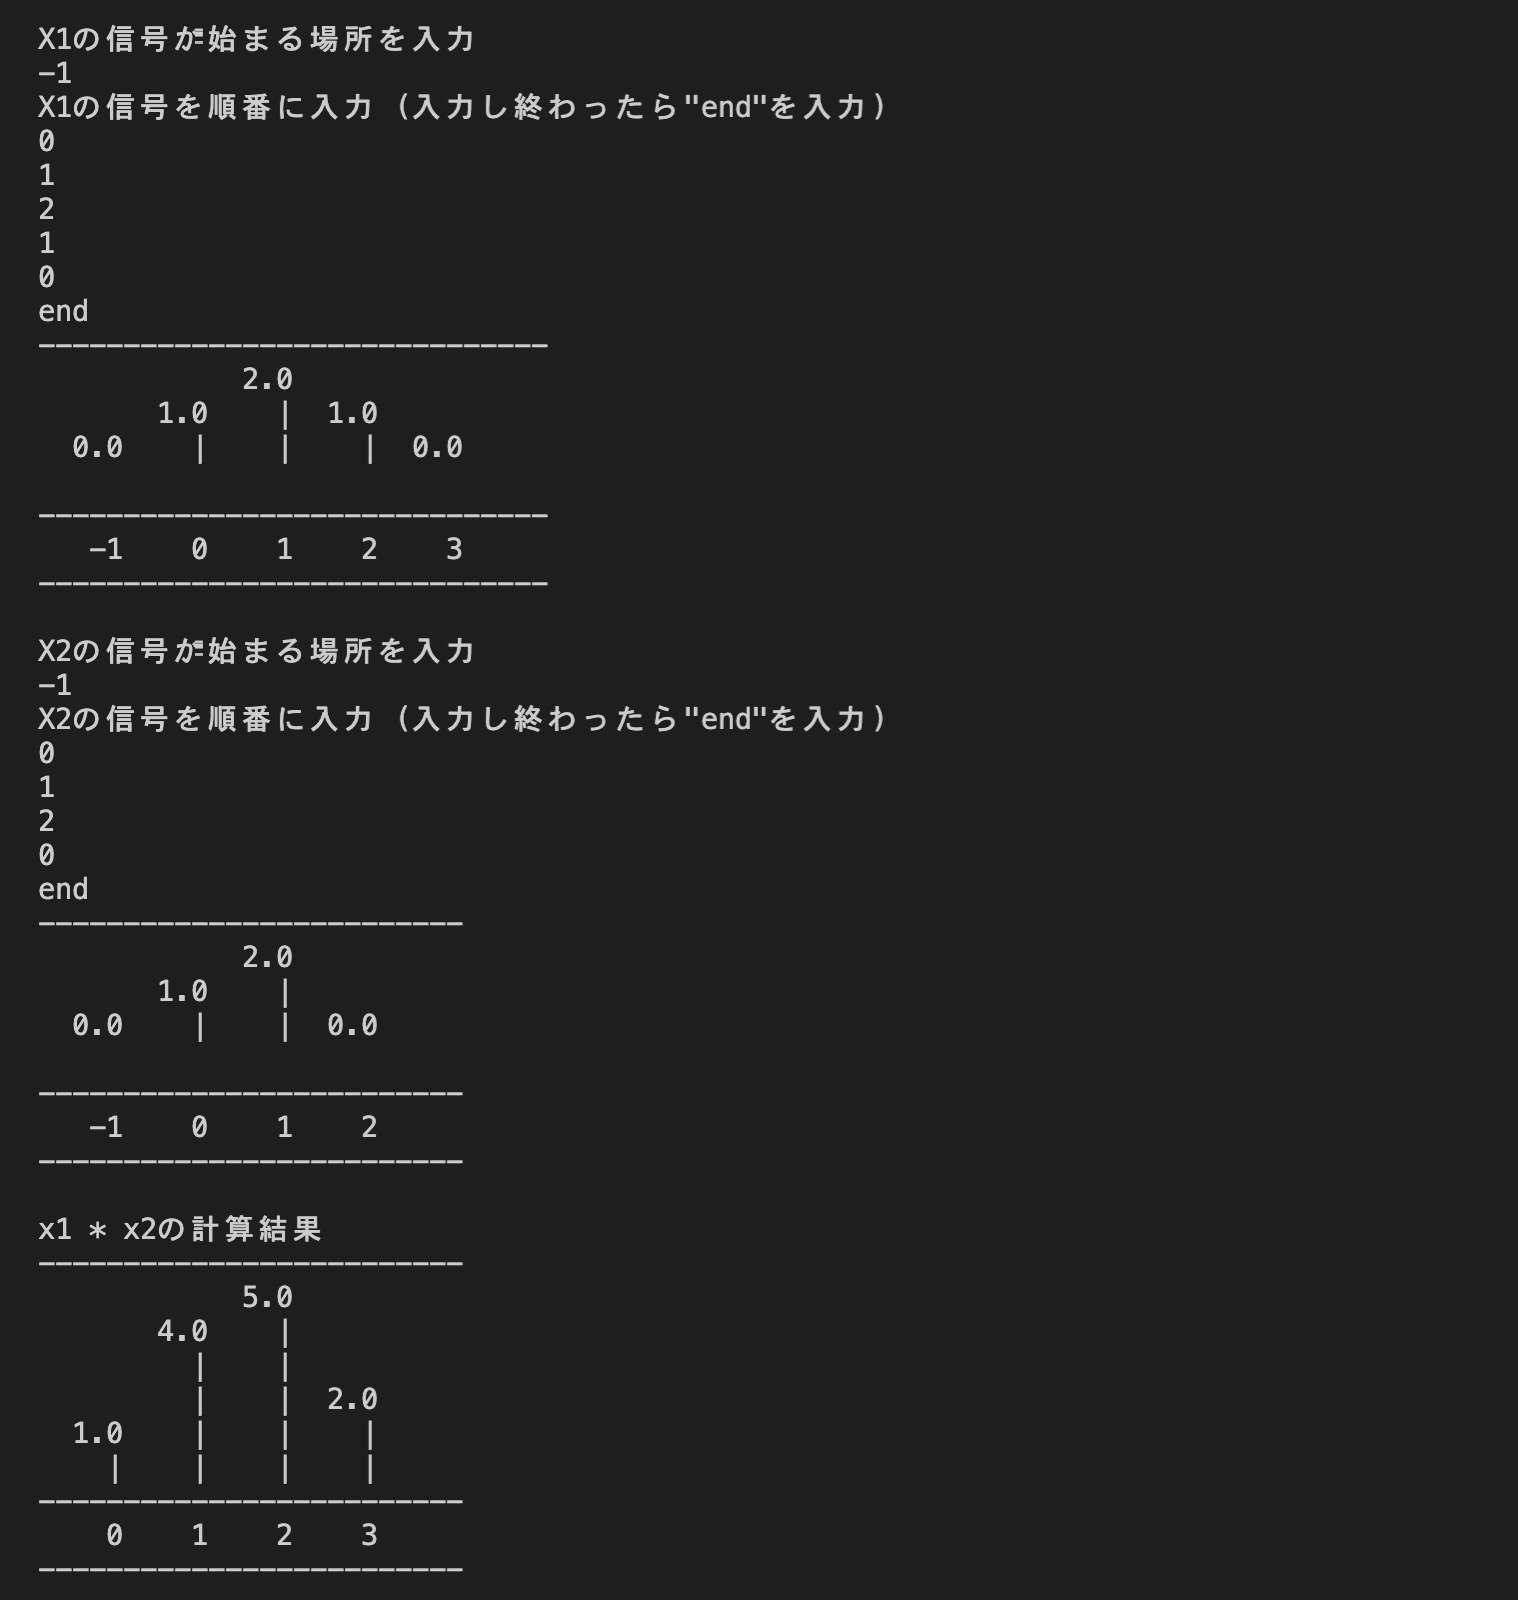 X1の信号が始まる場所を入力
-1
X1の信号を順番に入力 (入力し終わったら"end"を入力)
0
1
2
1
0
end
------------------------------
            2.0
       1.0    |  1.0
  0.0    |    |    |  0.0

------------------------------
   -1    0    1    2    3
------------------------------

X2の信号が始まる場所を入力
-1
X2の信号を順番に入力 (入力し終わったら"end"を入力)
0
1
2
0
end
-------------------------
            2.0
       1.0    |
  0.0    |    |  0.0

-------------------------
   -1    0    1    2
-------------------------

x1 * x2の計算結果
-------------------------
            5.0
       4.0    |
         |    |
         |    |  2.0
  1.0    |    |    |
    |    |    |    |
-------------------------
    0    1    2    3
-------------------------